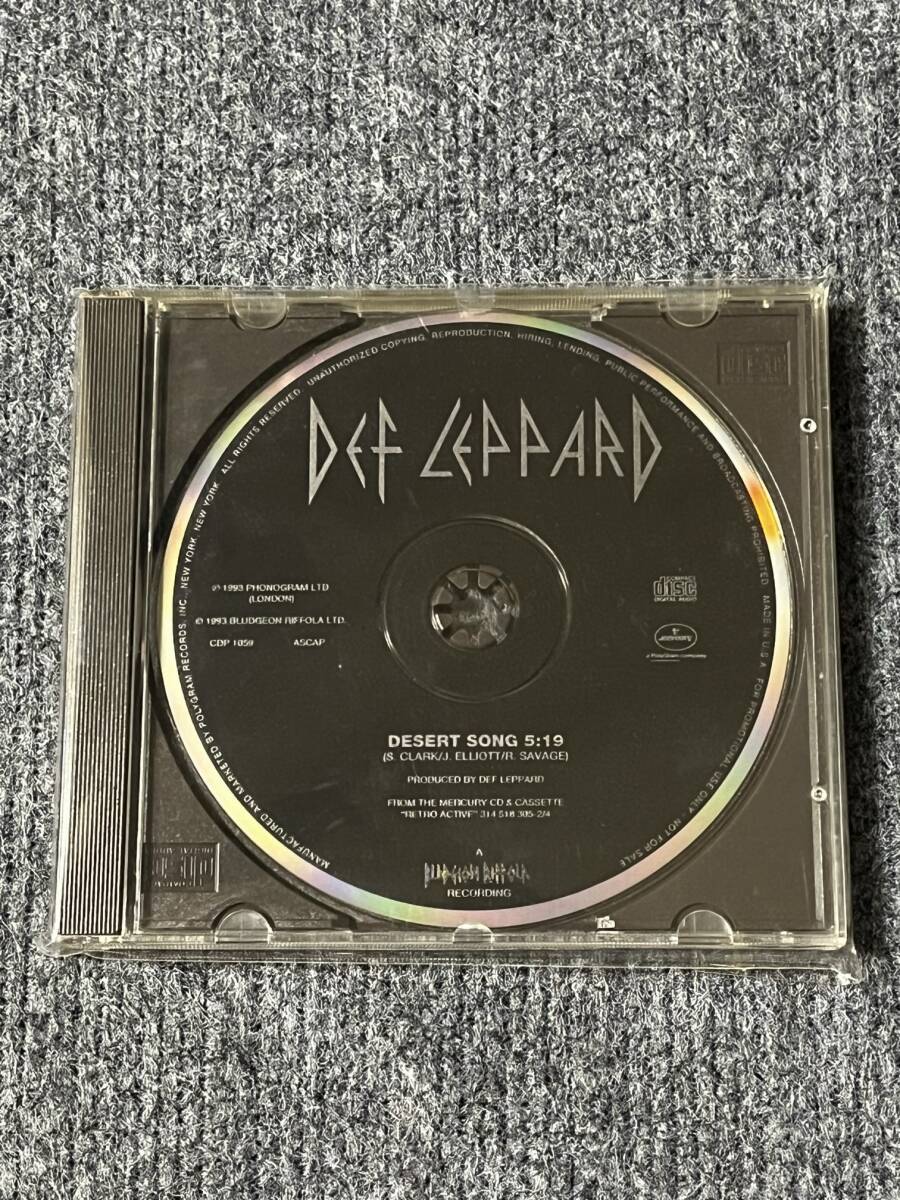 DEF LEPPARD
MANUFACTURED AND MARKETED BY POLYGRAM RECORDS, INC., NEW YORK, NEW YORK. ALL RIGHTS RESERVED. UNAUTHORIZED COPYING, REPRODUCTION, HIRING, LENDING, PUBLIC PERFORMANCE AND BROADCASTING PROHIBITED. MADE IN U.S.A. FOR PROMOTIONAL USE ONLY - NOT FOR SALE
℗ 1993 PHONOGRAM LTD
(LONDON)
© 1993 BLUDGEON RIFFOLA LTD.
CDP 1059 ASCAP
COMPACT
disc
DIGITAL AUDIO
mercury
a PolyGram company
DESERT SONG 5:19
(S. CLARK/J. ELLIOTT/R. SAVAGE)
PRODUCED BY DEF LEPPARD
FROM THE MERCURY CD & CASSETTE
"RETRO ACTIVE" 314 518 305-2/4
A
BLUDGEON RIFFOLA
RECORDING